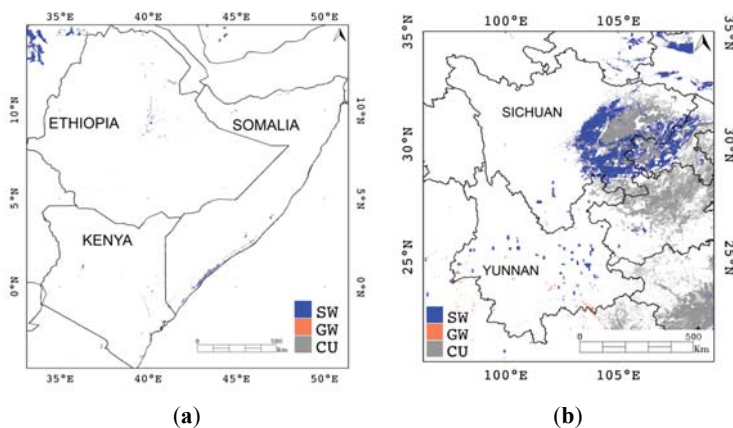 35°E 40°E 45°E 50°E
10°N 10°N
ETHIOPIA SOMALIA
5°N 5°N
KENYA
0°N 0°N
SW
GW
CU
0 500
Km
35°E 40°E 45°E 50°E
(a)
100°E 105°E
35°N 35°N
SICHUAN
30°N 30°N
25°N 25°N
YUNNAN
SW
GW
CU
0 500
Km
100°E 105°E
(b)